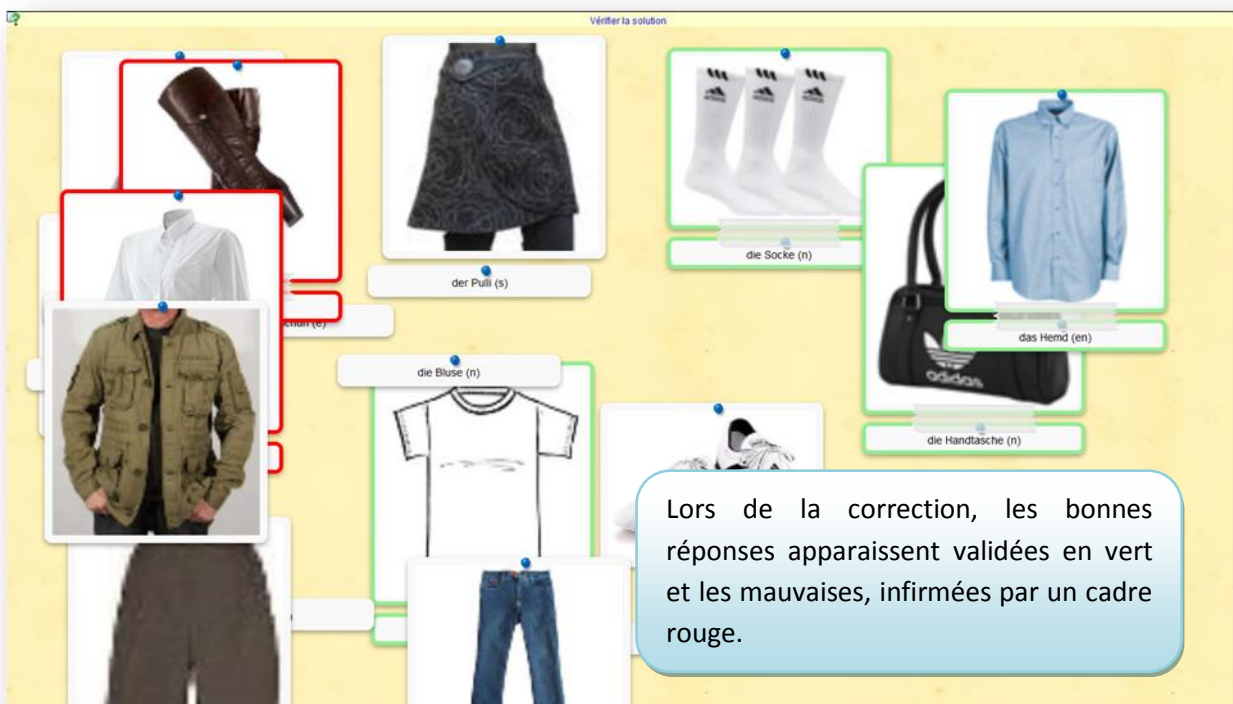 Vérifier la solution
der Pulli (s)
die Socke (n)
das Hemd (en)
die Bluse (n)
adidas
die Handtasche (n)
Lors de la correction, les bonnes
réponses apparaissent validées en vert
et les mauvaises, infirmées par un cadre
rouge.